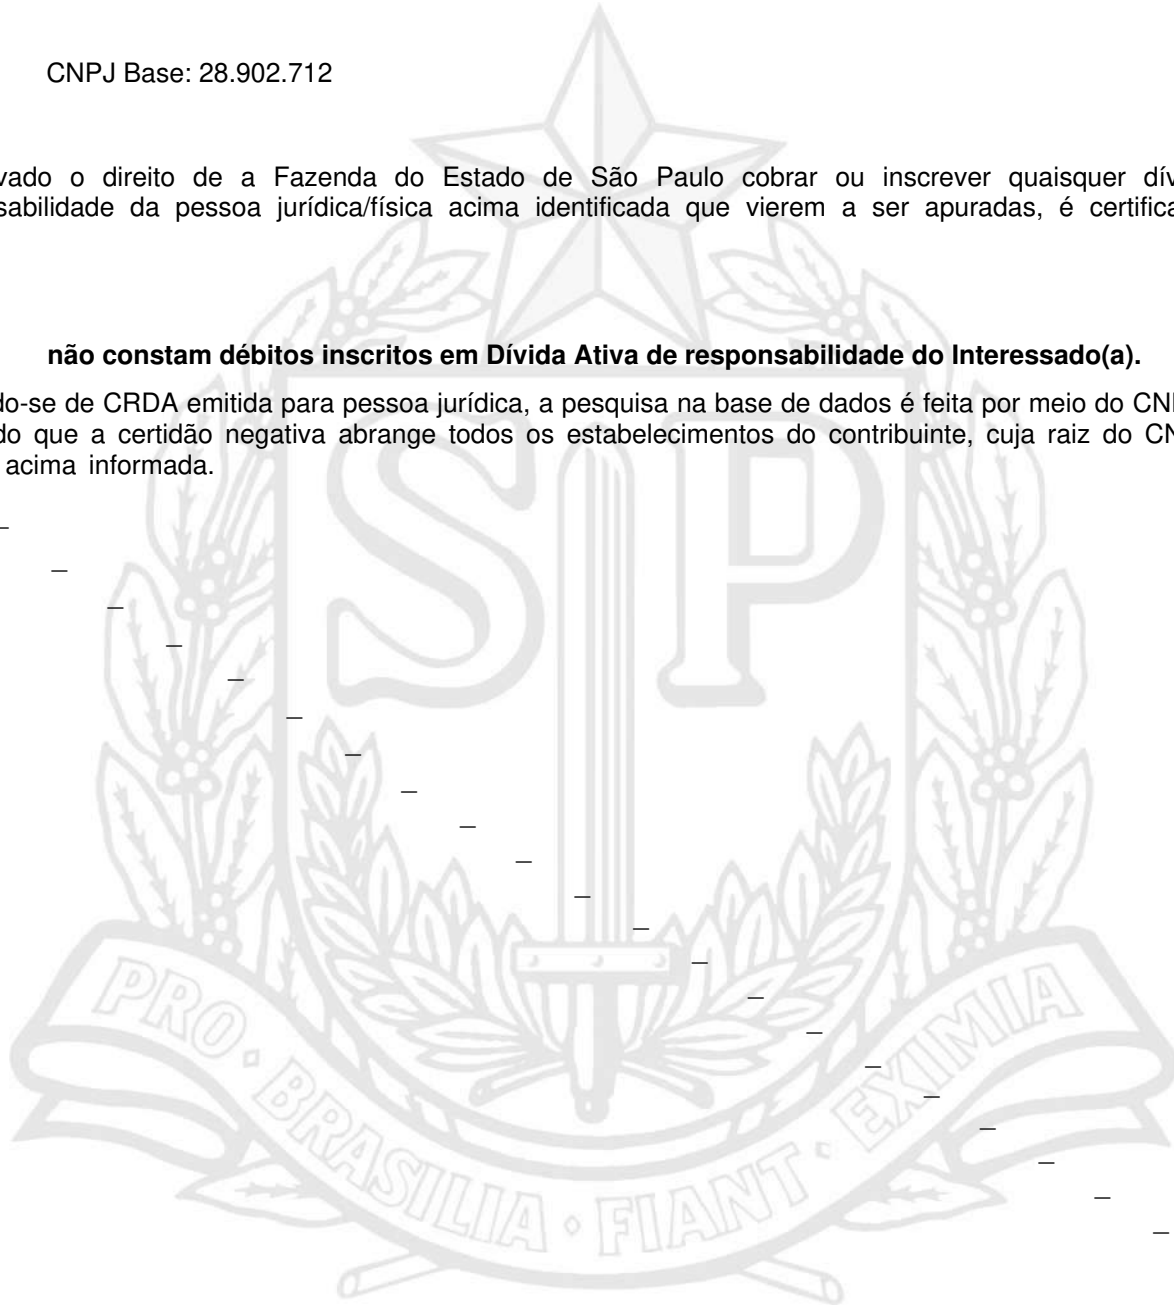 CNPJ Base: 28.902.712
vado o direito de a Fazenda do Estado de São Paulo cobrar ou inscrever quaisquer dív
sabilidade da pessoa jurídica/física acima identificada que vierem a ser apuradas, é certifica
não constam débitos inscritos em Dívida Ativa de responsabilidade do Interessado(a).
do-se de CRDA emitida para pessoa jurídica, a pesquisa na base de dados é feita por meio do CN
do que a certidão negativa abrange todos os estabelecimentos do contribuinte, cuja raiz do CN
acima informada.
SP
PRO • BRASILIA • FIANT • EXIMIA